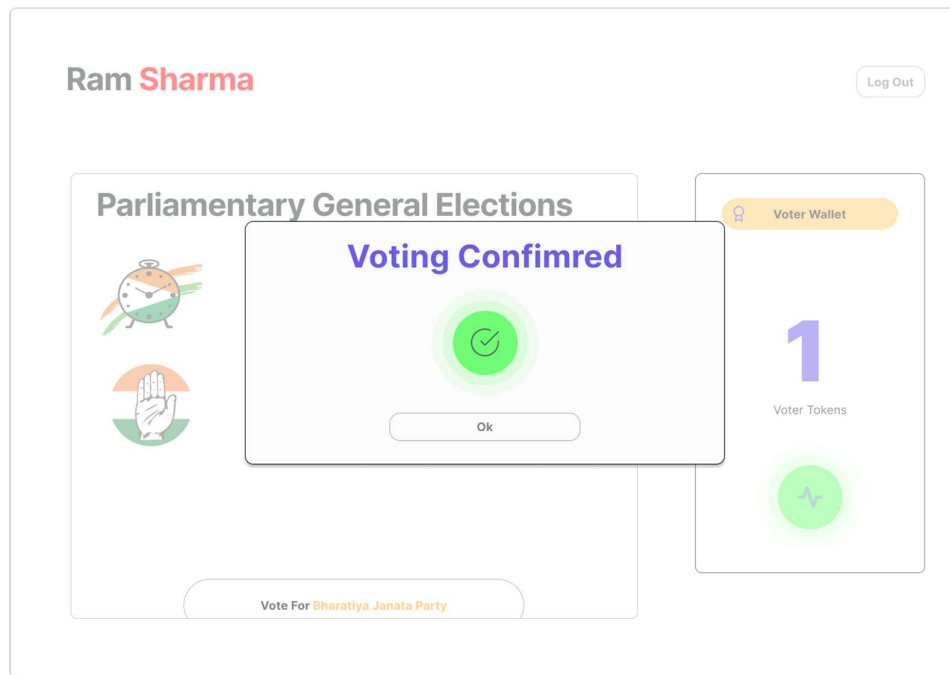 Ram Sharma
Log Out
Parliamentary General Elections
Voter Wallet
Voting Confimred
1
Voter Tokens
Ok
Vote For Bharatiya Janata Party